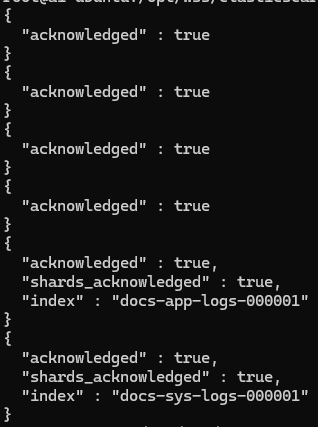 {
  "acknowledged" : true
}
{
  "acknowledged" : true
}
{
  "acknowledged" : true
}
{
  "acknowledged" : true
}
{
  "acknowledged" : true,
  "shards_acknowledged" : true,
  "index" : "docs-app-logs-000001"
}
{
  "acknowledged" : true,
  "shards_acknowledged" : true,
  "index" : "docs-sys-logs-000001"
}